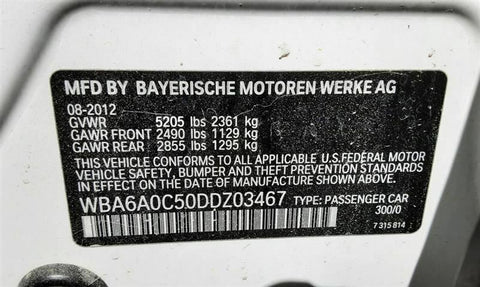 MFD BY BAYERISCHE MOTOREN WERKE AG
08-2012
GVWR 5205 lbs 2361 kg
GAWR FRONT 2490 lbs 1129 kg
GAWR REAR 2855 lbs 1295 kg
THIS VEHICLE CONFORMS TO ALL APPLICABLE U.S.FEDERAL MOTOR
VEHICLE SAFETY, BUMPER AND THEFT PREVENTION STANDARDS IN
EFFECT ON THE DATE OF MANUFACTURE SHOWN ABOVE.
WBA6A0C50DDZ03467 TYPE: PASSENGER CAR
300/0
7 315 814